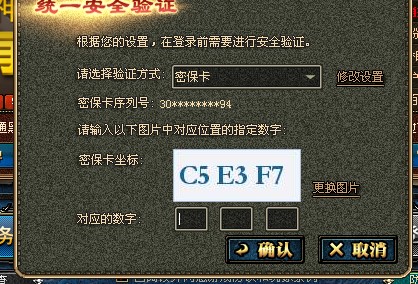 统一安全验证
根据您的设置，在登录前需要进行安全验证。
请选择验证方式: 密保卡 修改设置
密保卡序列号: 30********94
请输入以下图片中对应位置的指定数字:
密保卡坐标: C5 E3 F7 更换图片
对应的数字:
确认 取消